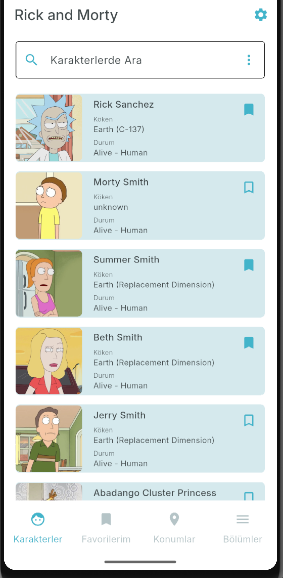 Rick and Morty
Karakterlerde Ara
Rick Sanchez
Köken
Earth (C-137)
Durum
Alive - Human
Morty Smith
Köken
unknown
Durum
Alive - Human
Summer Smith
Köken
Earth (Replacement Dimension)
Durum
Alive - Human
Beth Smith
Köken
Earth (Replacement Dimension)
Durum
Alive - Human
Jerry Smith
Köken
Earth (Replacement Dimension)
Durum
Alive - Human
Abadango Cluster Princess
Karakterler Favorilerim Konumlar Bölümler